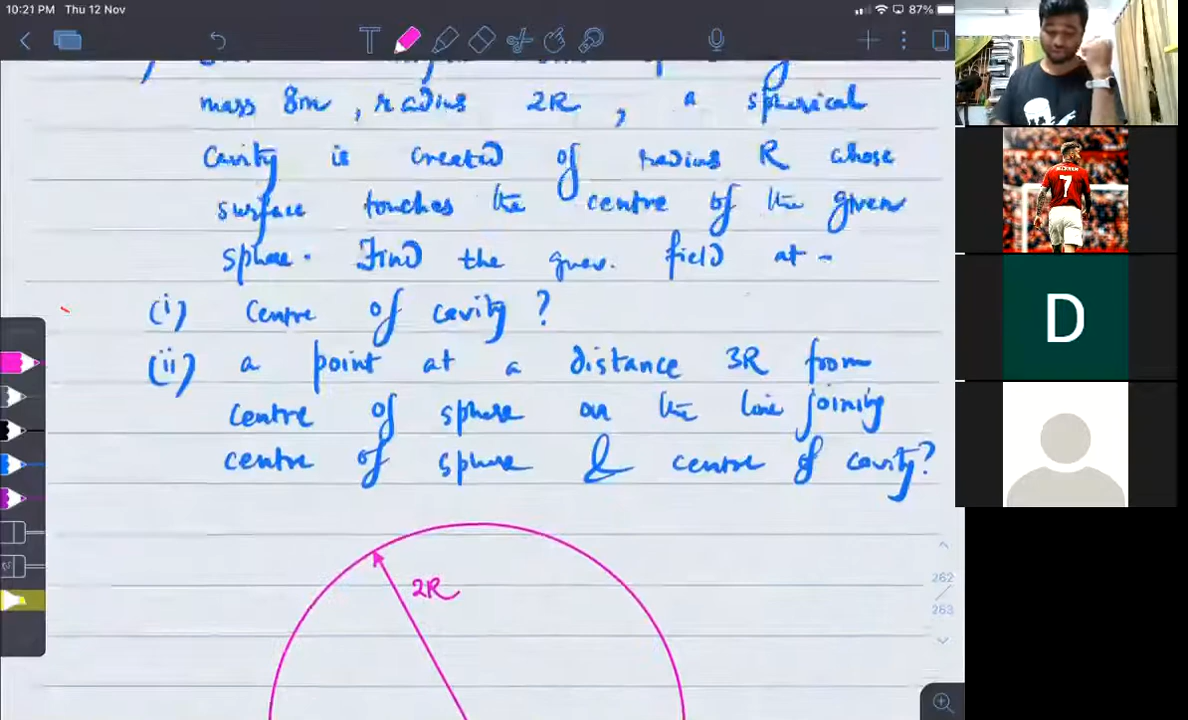 10:21 PM Thu 12 Nov
87%
T
mass 8m, radius 2R, a spherical
cavity is created of radius R whose
surface touches the centre of the given
sphere. Find the grav. field at -
(i) Centre of cavity?
(ii) a point at a distance 3R from
centre of sphere on the line joining
centre of sphere & centre of cavity?
2R
262
/
263
7
D